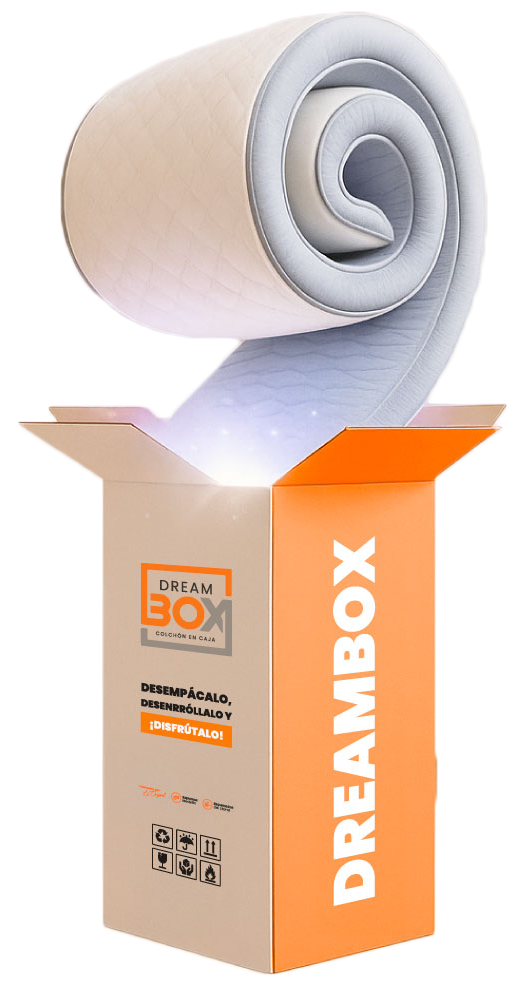 DREAM
BOX
COLCHÓN EN CAJA
DESEMPÁCALO,
DESENRRÓLLALO Y
¡DISFRÚTALO!
DREAMBOX